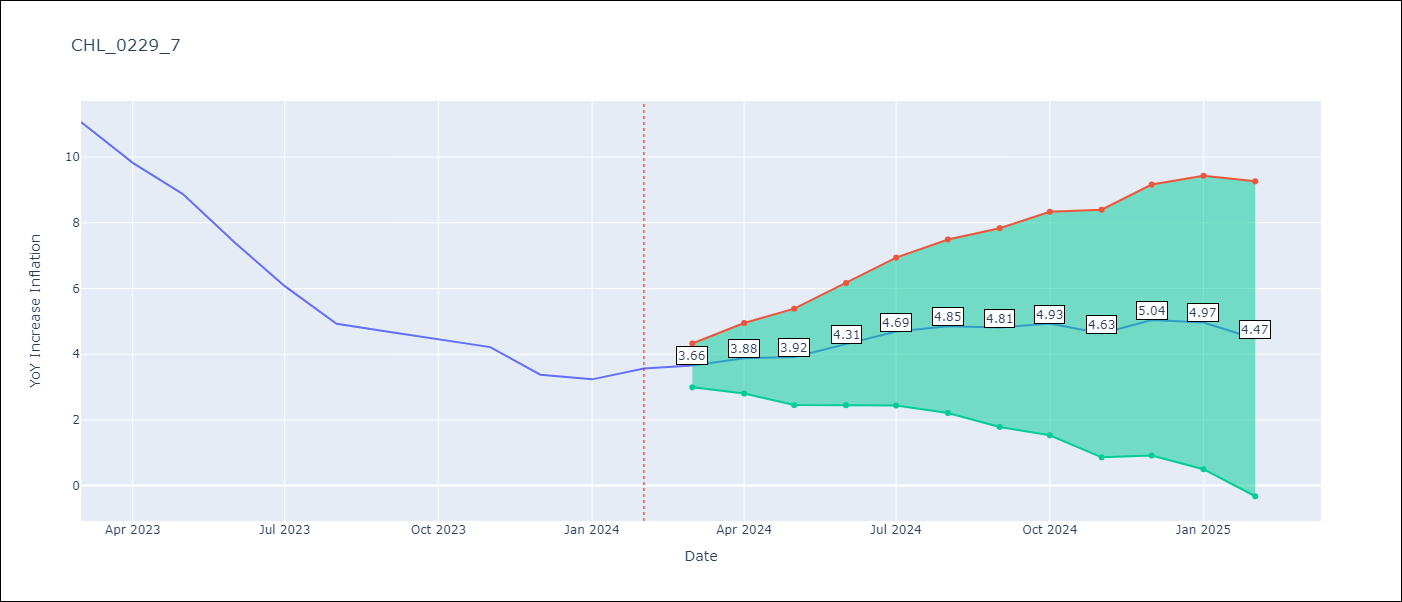 CHL_0229_7
YoY Increase Inflation
10
8
6
4
2
0
3.66
3.88
3.92
4.31
4.69
4.85
4.81
4.93
4.63
5.04
4.97
4.47
Apr 2023
Jul 2023
Oct 2023
Jan 2024
Apr 2024
Jul 2024
Oct 2024
Jan 2025
Date